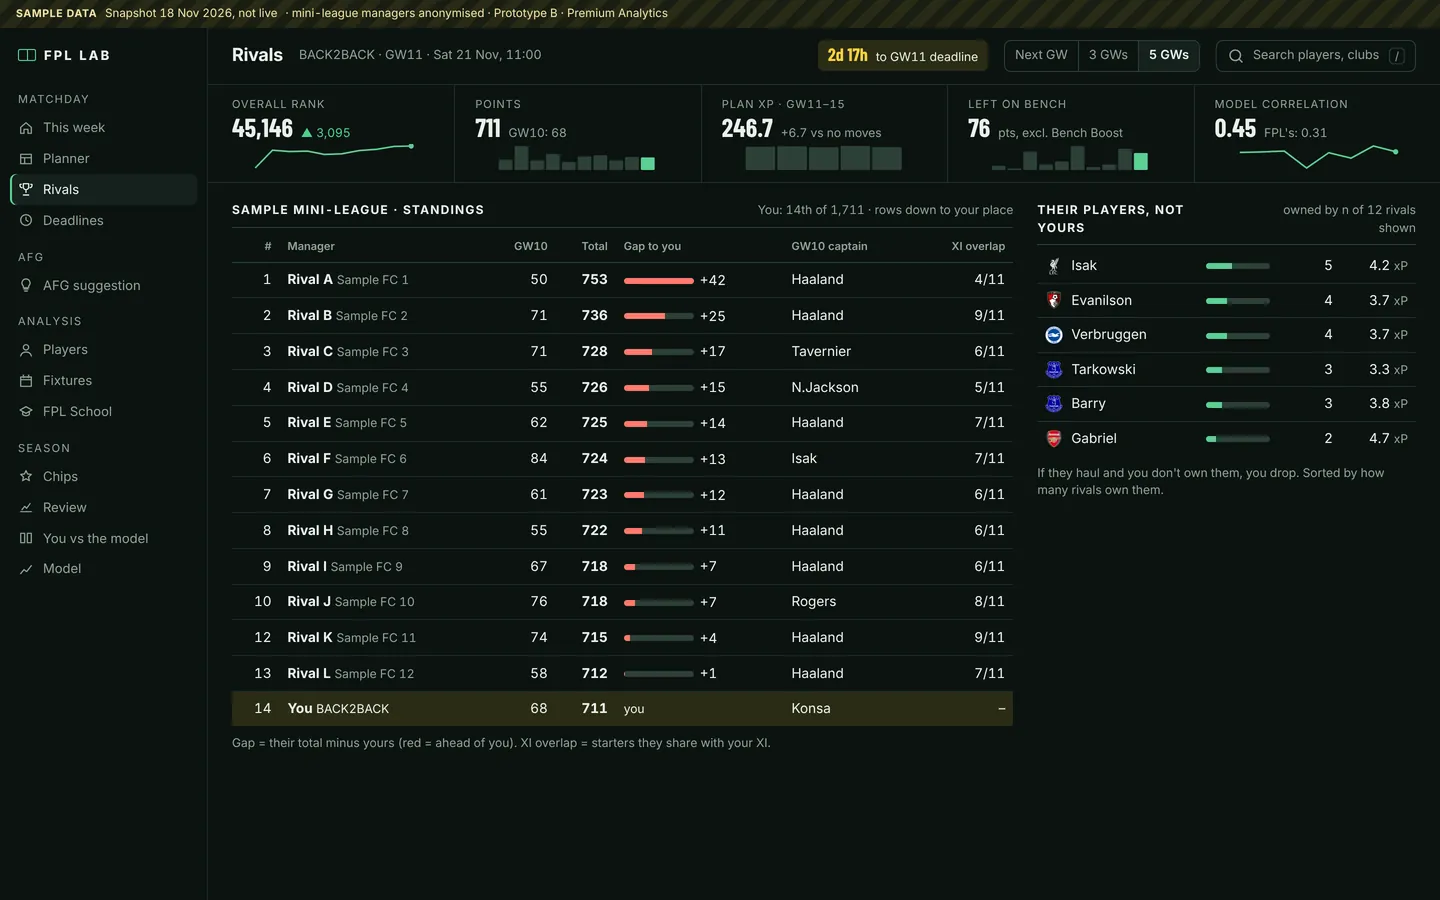 SAMPLE DATA Snapshot 18 Nov 2026, not live · mini-league managers anonymised · Prototype B · Premium Analytics
FPL LAB
MATCHDAY
This week
Planner
Rivals
Deadlines
AFG
AFG suggestion
ANALYSIS
Players
Fixtures
FPL School
SEASON
Chips
Review
You vs the model
Model
Rivals BACK2BACK · GW11 · Sat 21 Nov, 11:00
2d 17h to GW11 deadline
Next GW 3 GWs 5 GWs
Search players, clubs /
OVERALL RANK
45,146 ▲ 3,095
POINTS
711 GW10: 68
PLAN XP · GW11–15
246.7 +6.7 vs no moves
LEFT ON BENCH
76 pts, excl. Bench Boost
MODEL CORRELATION
0.45 FPL's: 0.31
SAMPLE MINI-LEAGUE · STANDINGS You: 14th of 1,711 · rows down to your place
# Manager GW10 Total Gap to you GW10 captain XI overlap
1 Rival A Sample FC 1 50 753 +42 Haaland 4/11
2 Rival B Sample FC 2 71 736 +25 Haaland 9/11
3 Rival C Sample FC 3 71 728 +17 Tavernier 6/11
4 Rival D Sample FC 4 55 726 +15 N.Jackson 5/11
5 Rival E Sample FC 5 62 725 +14 Haaland 7/11
6 Rival F Sample FC 6 84 724 +13 Isak 7/11
7 Rival G Sample FC 7 61 723 +12 Haaland 6/11
8 Rival H Sample FC 8 55 722 +11 Haaland 6/11
9 Rival I Sample FC 9 67 718 +7 Haaland 6/11
10 Rival J Sample FC 10 76 718 +7 Rogers 8/11
12 Rival K Sample FC 11 74 715 +4 Haaland 9/11
13 Rival L Sample FC 12 58 712 +1 Haaland 7/11
14 You BACK2BACK 68 711 you Konsa –
Gap = their total minus yours (red = ahead of you). XI overlap = starters they share with your XI.
THEIR PLAYERS, NOT
YOURS
owned by n of 12 rivals
shown
Isak 5 4.2 xP
Evanilson 4 3.7 xP
Verbruggen 4 3.7 xP
Tarkowski 3 3.3 xP
Barry 3 3.8 xP
Gabriel 2 4.7 xP
If they haul and you don't own them, you drop. Sorted by how
many rivals own them.